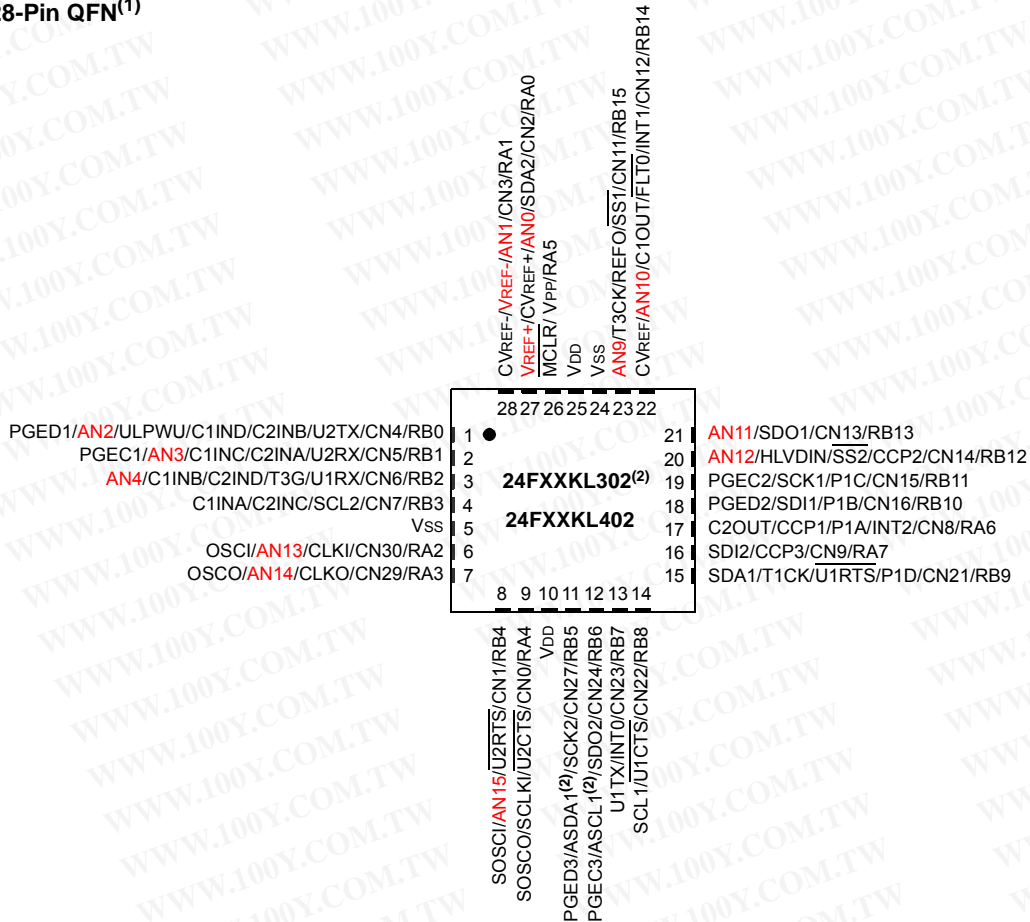 28-Pin QFN(1)
CVREF-/VREF-/AN1/CN3/RA1
VREF+/CVREF+/AN0/SDA2/CN2/RA0
MCLR/ VPP/RA5
VDD
VSS
AN9/T3CK/REFO/SS1/CN11/RB15
CVREF/AN10/C1OUT/FLT0/INT1/CN12/RB14
28 27 26 25 24 23 22
PGED1/AN2/ULPWU/C1IND/C2INB/U2TX/CN4/RB0 1
PGEC1/AN3/C1INC/C2INA/U2RX/CN5/RB1 2
AN4/C1INB/C2IND/T3G/U1RX/CN6/RB2 3
C1INA/C2INC/SCL2/CN7/RB3 4
VSS 5
OSCI/AN13/CLKI/CN30/RA2 6
OSCO/AN14/CLKO/CN29/RA3 7
24FXXKL302(2)
24FXXKL402
21 AN11/SDO1/CN13/RB13
20 AN12/HLVDIN/SS2/CCP2/CN14/RB12
19 PGEC2/SCK1/P1C/CN15/RB11
18 PGED2/SDI1/P1B/CN16/RB10
17 C2OUT/CCP1/P1A/INT2/CN8/RA6
16 SDI2/CCP3/CN9/RA7
15 SDA1/T1CK/U1RTS/P1D/CN21/RB9
8 9 10 11 12 13 14
SOSCI/AN15/U2RTS/CN1/RB4
SOSCO/SCLKI/U2CTS/CN0/RA4
VDD
PGED3/ASDA1(2)/SCK2/CN27/RB5
PGEC3/ASCL1(2)/SDO2/CN24/RB6
U1TX/INT0/CN23/RB7
SCL1/U1CTS/CN22/RB8
WWW.100Y.COM.TW